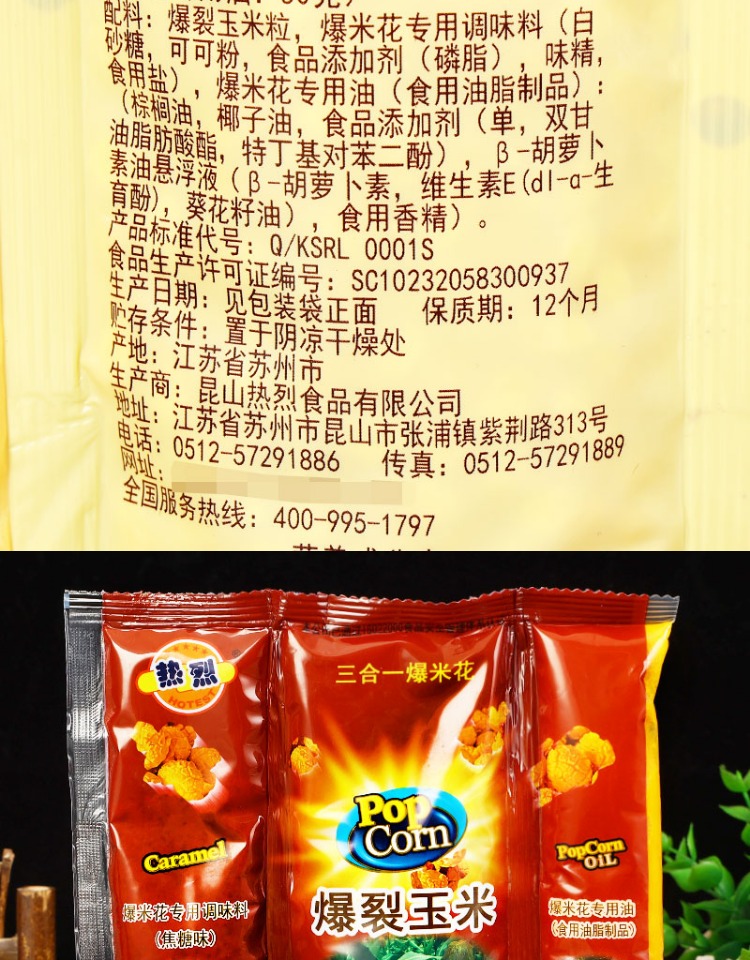 配料：爆裂玉米粒，爆米花专用调味料（白
砂糖，可可粉，食品添加剂（磷脂），味精，
食用盐），爆米花专用油（食用油脂制品）：
（棕榈油，椰子油，食品添加剂（单，双甘
油脂肪酸酯，特丁基对苯二酚），β-胡萝卜
素油悬浮液（β-胡萝卜素，维生素E（dl-α-生
育酚），葵花籽油），食用香精）。
产品标准代号：Q/KSRL 0001S
食品生产许可证编号：SC10232058300937
生产日期：见包装袋正面 保质期：12个月
贮存条件：置于阴凉干燥处
产地：江苏省苏州市
生产商：昆山热烈食品有限公司
地址：江苏省苏州市昆山市张浦镇紫荆路313号
电话：0512-57291886 传真：0512-57291889
网址：
全国服务热线：400-995-1797
热烈
HOTEST
三合一爆米花
Pop
Corn
Caramel
PopCorn
OIL
爆米花专用调味料
(焦糖味)
爆裂玉米
爆米花专用油
(食用油脂制品)